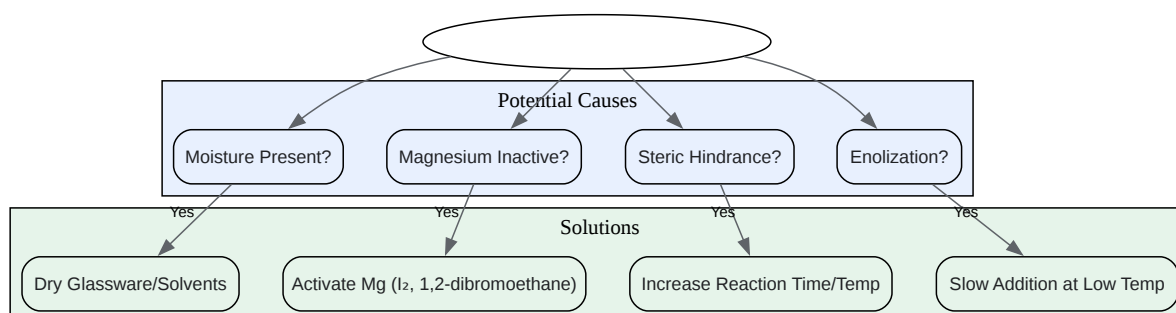 Potential Causes
Moisture Present?
Magnesium Inactive?
Steric Hindrance?
Enolization?
Yes
Yes
Yes
Yes
Solutions
Dry Glassware/Solvents
Activate Mg (I₂, 1,2-dibromoethane)
Increase Reaction Time/Temp
Slow Addition at Low Temp